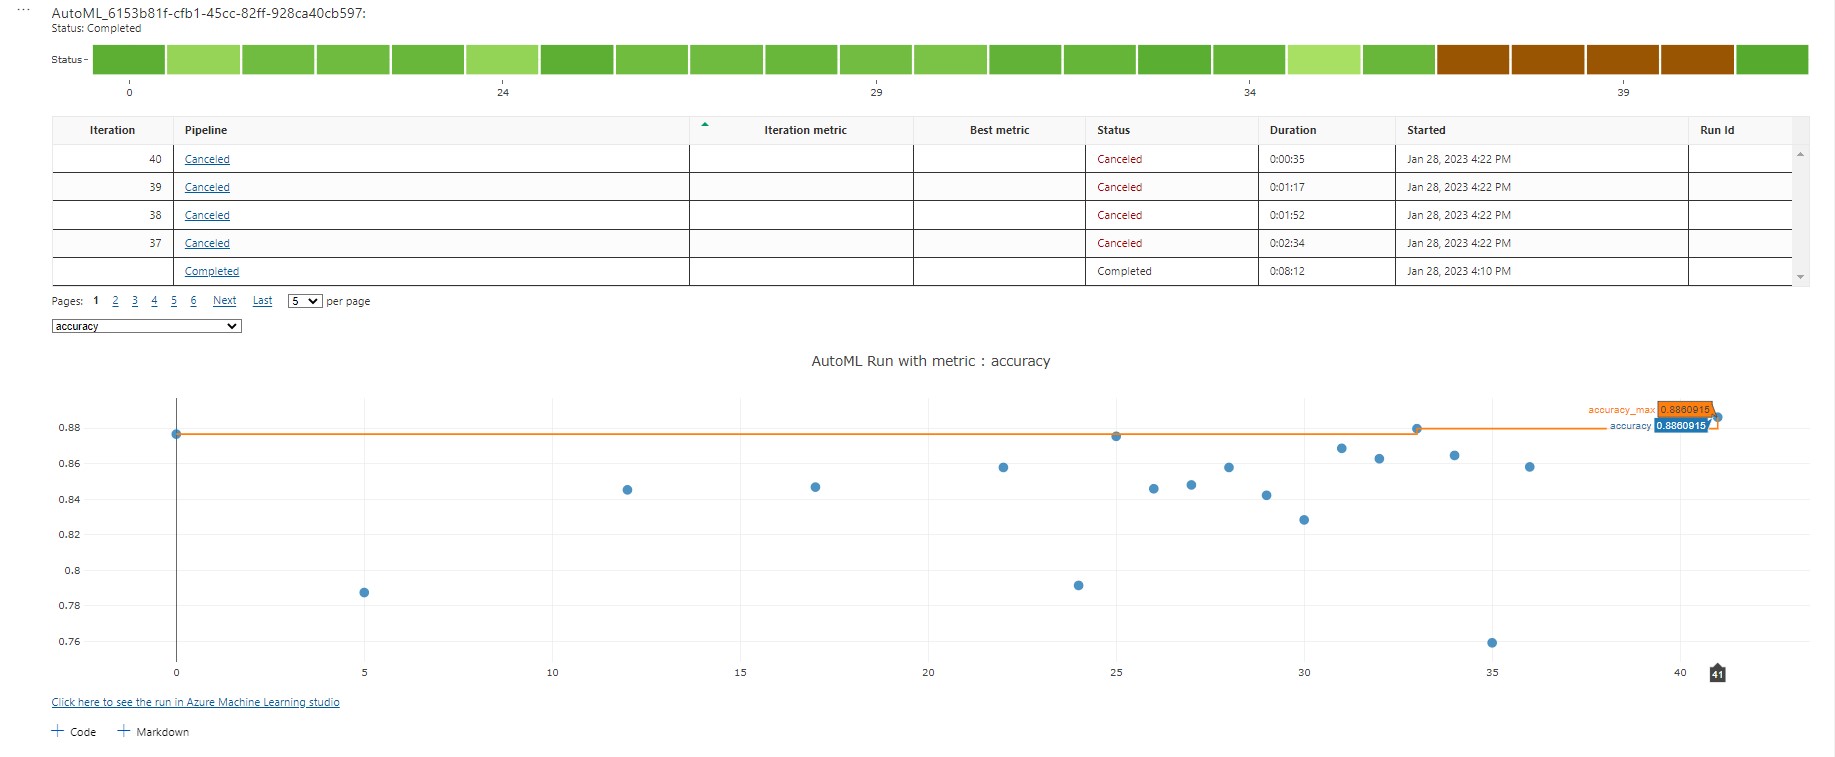 ...
AutoML_6153b81f-cfb1-45cc-82ff-928ca40cb597:
Status: Completed
Status
0 24 29 34 39
Iteration Pipeline Iteration metric Best metric Status Duration Started Run Id
40 Canceled Canceled 0:00:35 Jan 28, 2023 4:22 PM
39 Canceled Canceled 0:01:17 Jan 28, 2023 4:22 PM
38 Canceled Canceled 0:01:52 Jan 28, 2023 4:22 PM
37 Canceled Canceled 0:02:34 Jan 28, 2023 4:22 PM
Completed Completed 0:08:12 Jan 28, 2023 4:10 PM
Pages: 1 2 3 4 5 6 Next Last 5 per page
accuracy
AutoML Run with metric : accuracy
accuracy_max 0.8860915
accuracy 0.8860915
0.88
0.86
0.84
0.82
0.8
0.78
0.76
0 5 10 15 20 25 30 35 40 41
Click here to see the run in Azure Machine Learning studio
+ Code + Markdown